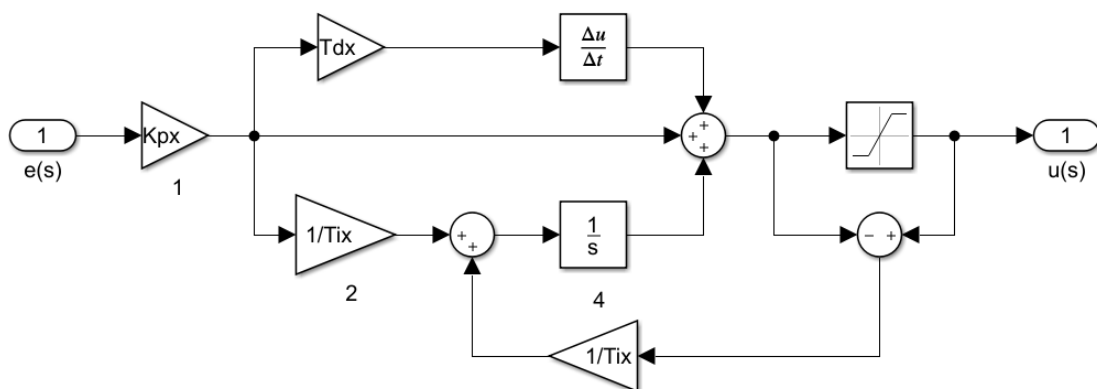 Tdx
Δu
Δt
1
e(s)
Kpx
1
+
+
+
1
u(s)
1/Tix
2
+
+
1
s
4
− +
1/Tix